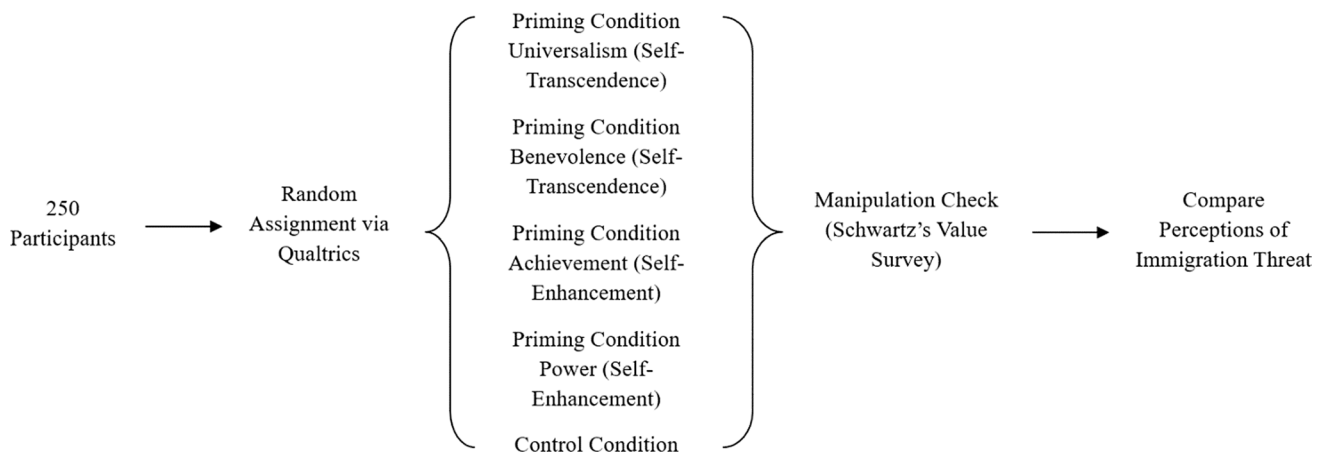 250
Participants
Random
Assignment via
Qualtrics
Priming Condition
Universalism (Self-
Transcendence)
Priming Condition
Benevolence (Self-
Transcendence)
Priming Condition
Achievement (Self-
Enhancement)
Priming Condition
Power (Self-
Enhancement)
Control Condition
Manipulation Check
(Schwartz’s Value
Survey)
Compare
Perceptions of
Immigration Threat